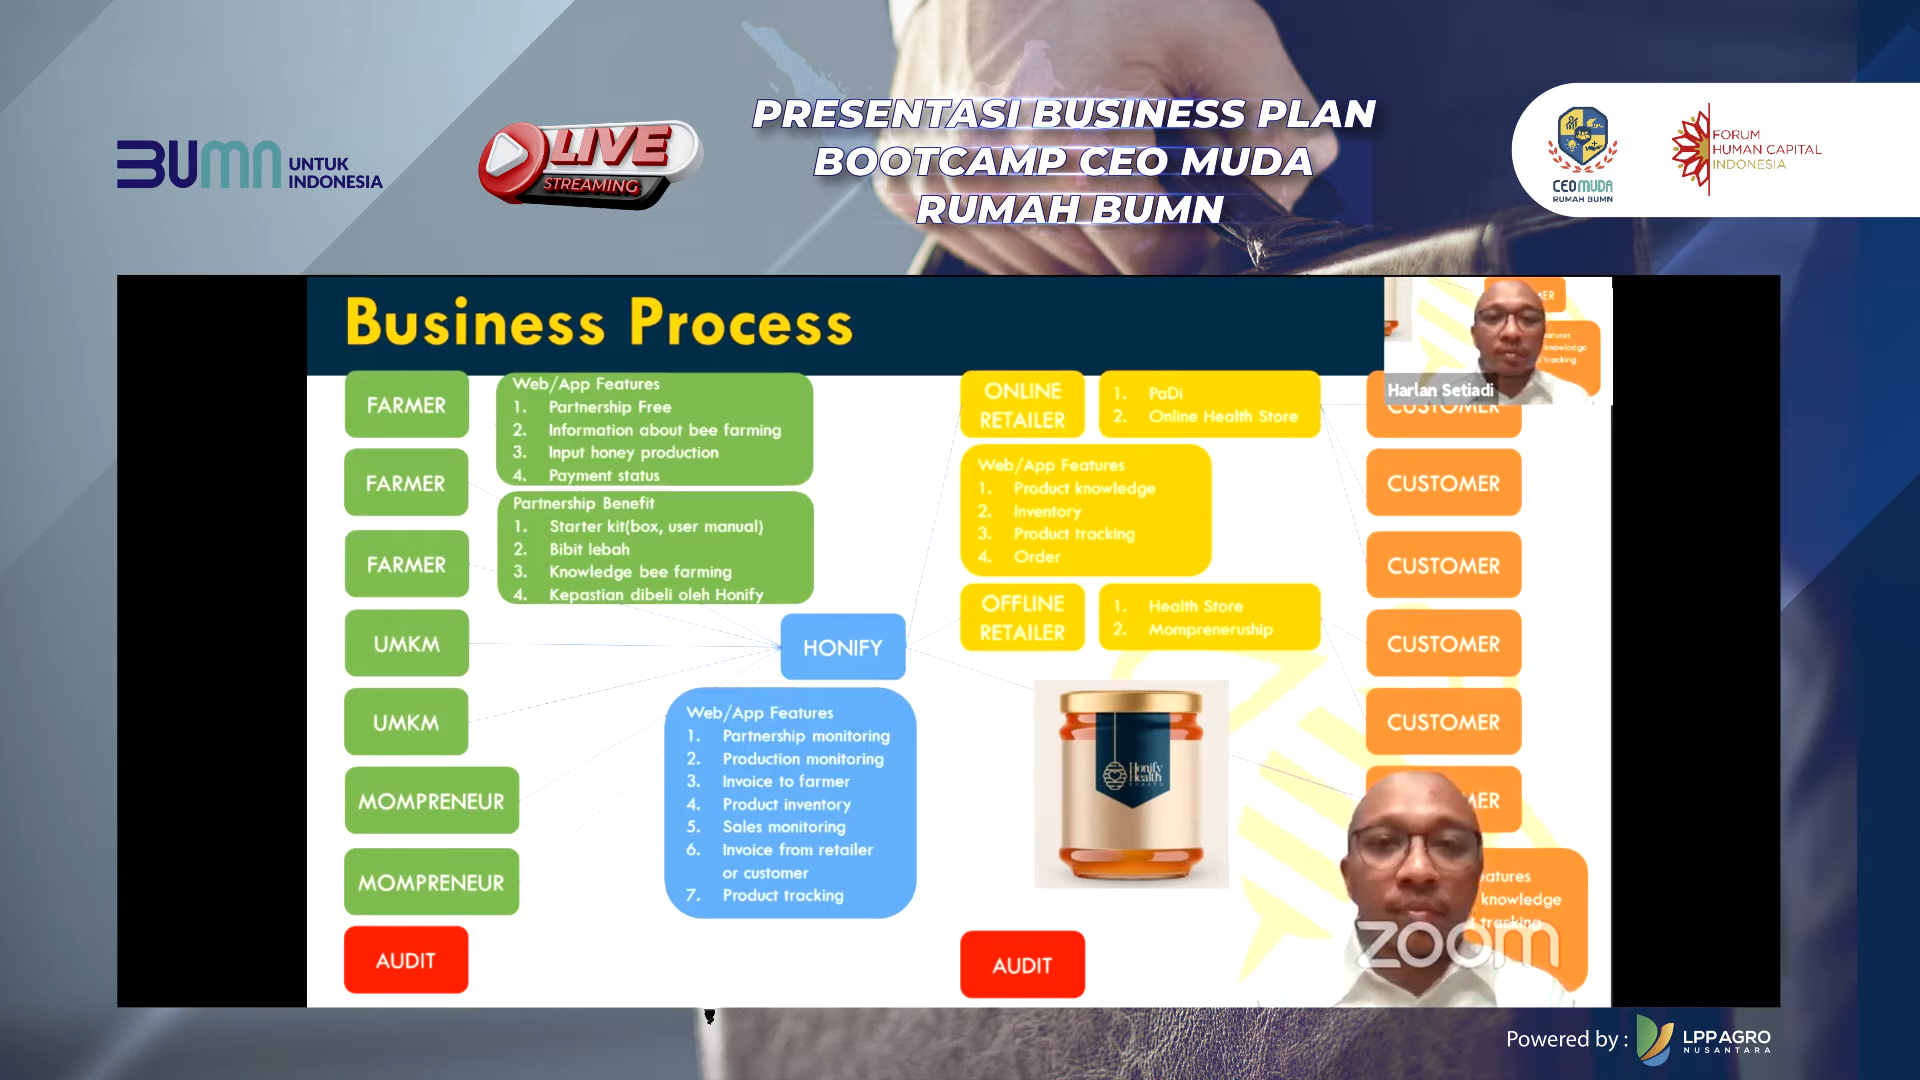 BUMN UNTUK
INDONESIA
LIVE
STREAMING
PRESENTASI BUSINESS PLAN
BOOTCAMP CEO MUDA
RUMAH BUMN
CEOMUDA
RUMAH BUMN
FORUM
HUMAN CAPITAL
INDONESIA
Business Process
Harlan Setiadi
FARMER
FARMER
FARMER
UMKM
UMKM
MOMPRENEUR
MOMPRENEUR
AUDIT
Web/App Features
1. Partnership Free
2. Information about bee farming
3. Input honey production
4. Payment status
Partnership Benefit
1. Starter kit(box, user manual)
2. Bibit lebah
3. Knowledge bee farming
4. Kepastian dibeli oleh Honify
HONIFY
Web/App Features
1. Partnership monitoring
2. Production monitoring
3. Invoice to farmer
4. Product inventory
5. Sales monitoring
6. Invoice from retailer
or customer
7. Product tracking
ONLINE
RETAILER
1. PaDi
2. Online Health Store
Web/App Features
1. Product knowledge
2. Inventory
3. Product tracking
4. Order
OFFLINE
RETAILER
1. Health Store
2. Mompreneruship
Honify
Health
AUDIT
CUSTOMER
CUSTOMER
CUSTOMER
CUSTOMER
CUSTOMER
knowledge
tracking
zoom
Powered by :
LPP AGRO
NUSANTARA